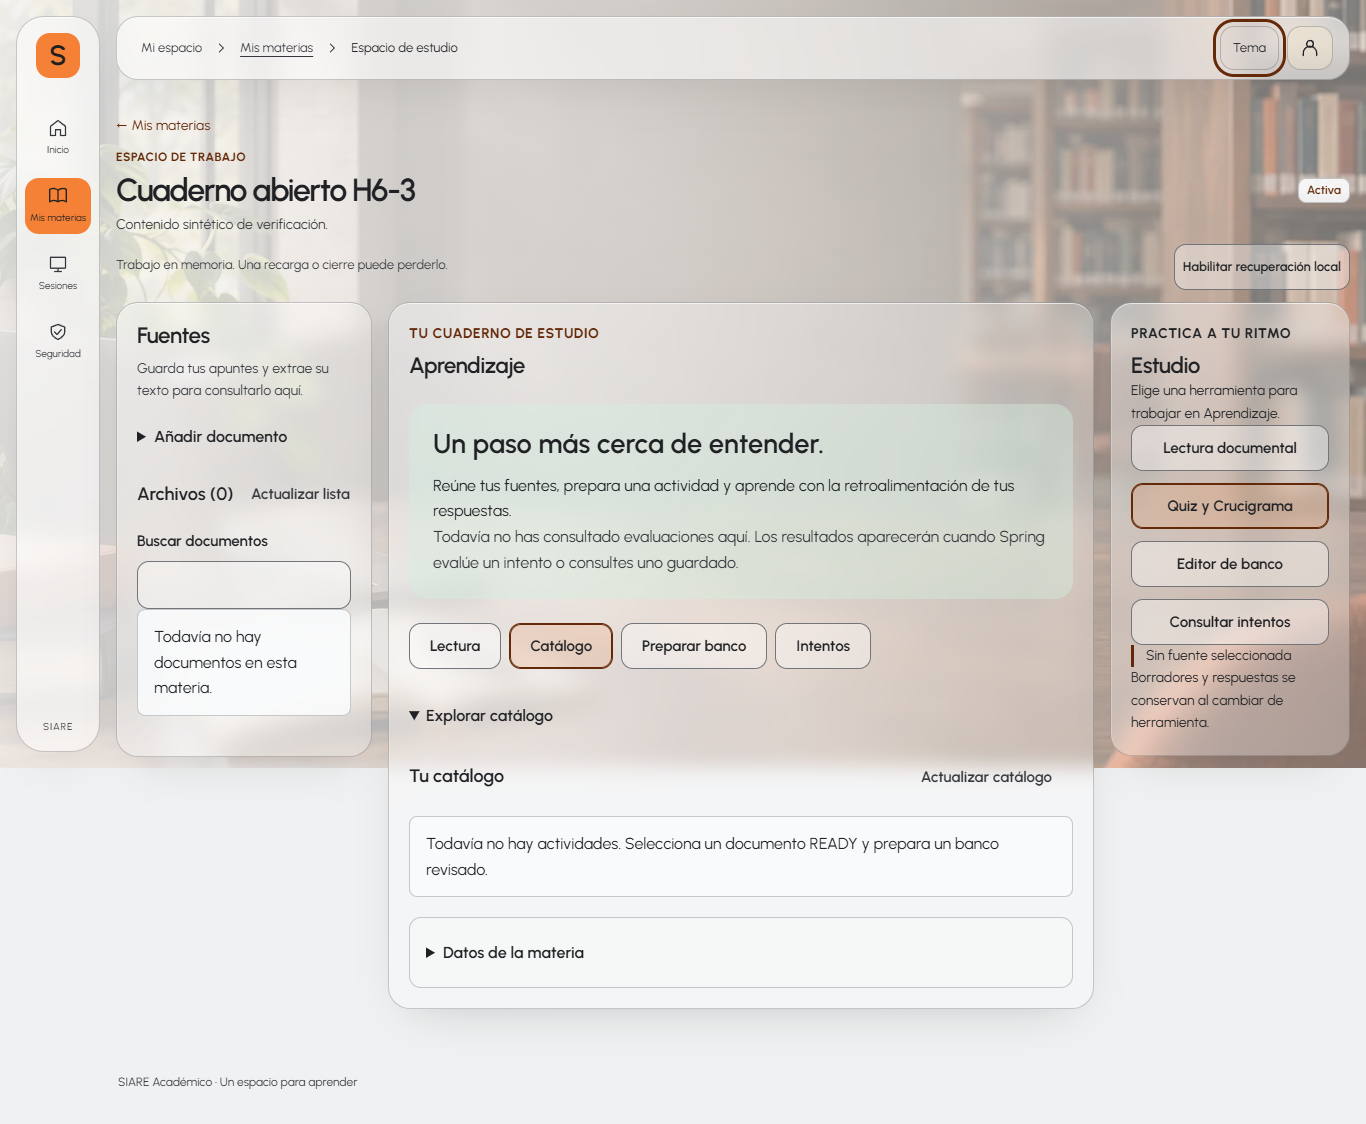 S
Inicio
Mis materias
Sesiones
Seguridad
SIARE
Mi espacio > Mis materias > Espacio de estudio
Tema
← Mis materias
ESPACIO DE TRABAJO
Cuaderno abierto H6-3
Activa
Contenido sintético de verificación.
Trabajo en memoria. Una recarga o cierre puede perderlo.
Habilitar recuperación local
Fuentes
Guarda tus apuntes y extrae su
texto para consultarlo aquí.
Añadir documento
Archivos (0) Actualizar lista
Buscar documentos
Todavía no hay
documentos en esta
materia.
TU CUADERNO DE ESTUDIO
Aprendizaje
Un paso más cerca de entender.
Reúne tus fuentes, prepara una actividad y aprende con la retroalimentación de tus
respuestas.
Todavía no has consultado evaluaciones aquí. Los resultados aparecerán cuando Spring
evalúe un intento o consultes uno guardado.
Lectura Catálogo Preparar banco Intentos
Explorar catálogo
Tu catálogo Actualizar catálogo
Todavía no hay actividades. Selecciona un documento READY y prepara un banco
revisado.
Datos de la materia
PRACTICA A TU RITMO
Estudio
Elige una herramienta para
trabajar en Aprendizaje.
Lectura documental
Quiz y Crucigrama
Editor de banco
Consultar intentos
Sin fuente seleccionada
Borradores y respuestas se
conservan al cambiar de
herramienta.
SIARE Académico · Un espacio para aprender